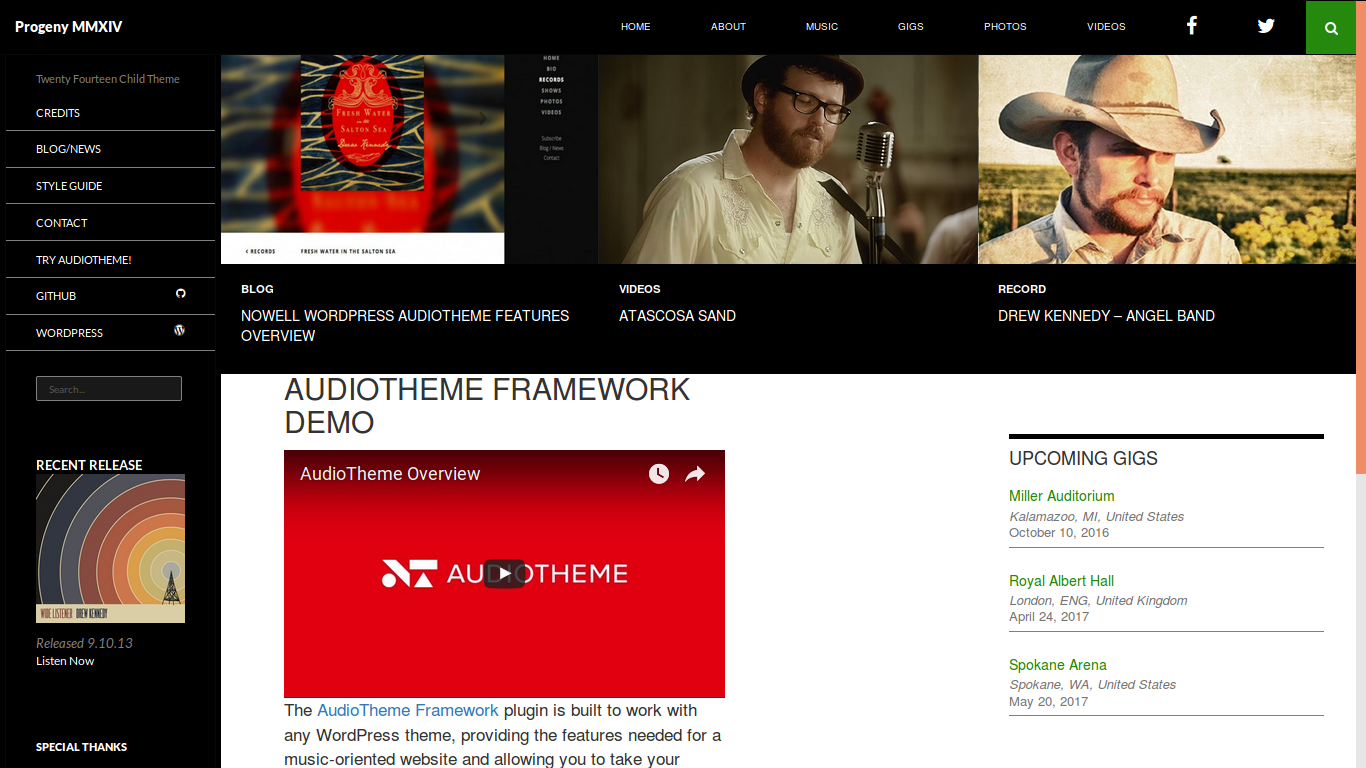 Progeny MMXIV
HOME
ABOUT
MUSIC
GIGS
PHOTOS
VIDEOS
Twenty Fourteen Child Theme
CREDITS
BLOG/NEWS
STYLE GUIDE
CONTACT
TRY AUDIOTHEME!
GITHUB
WORDPRESS
Search...
RECENT RELEASE
WIDE LISTENER DREW KENNEDY
Released 9.10.13
Listen Now
SPECIAL THANKS
FRESH WATER
in the
SALTON SEA
Drew Kennedy
HOME
BIO
RECORDS
SHOWS
PHOTOS
VIDEOS
Subscribe
Blog / News
Contact
< RECORDS
FRESH WATER IN THE SALTON SEA
BLOG
NOWELL WORDPRESS AUDIOTHEME FEATURES
OVERVIEW
VIDEOS
ATASCOSA SAND
RECORD
DREW KENNEDY – ANGEL BAND
AUDIOTHEME FRAMEWORK
DEMO
AudioTheme Overview
AUDIOTHEME
The AudioTheme Framework plugin is built to work with
any WordPress theme, providing the features needed for a
music-oriented website and allowing you to take your
UPCOMING GIGS
Miller Auditorium
Kalamazoo, MI, United States
October 10, 2016
Royal Albert Hall
London, ENG, United Kingdom
April 24, 2017
Spokane Arena
Spokane, WA, United States
May 20, 2017